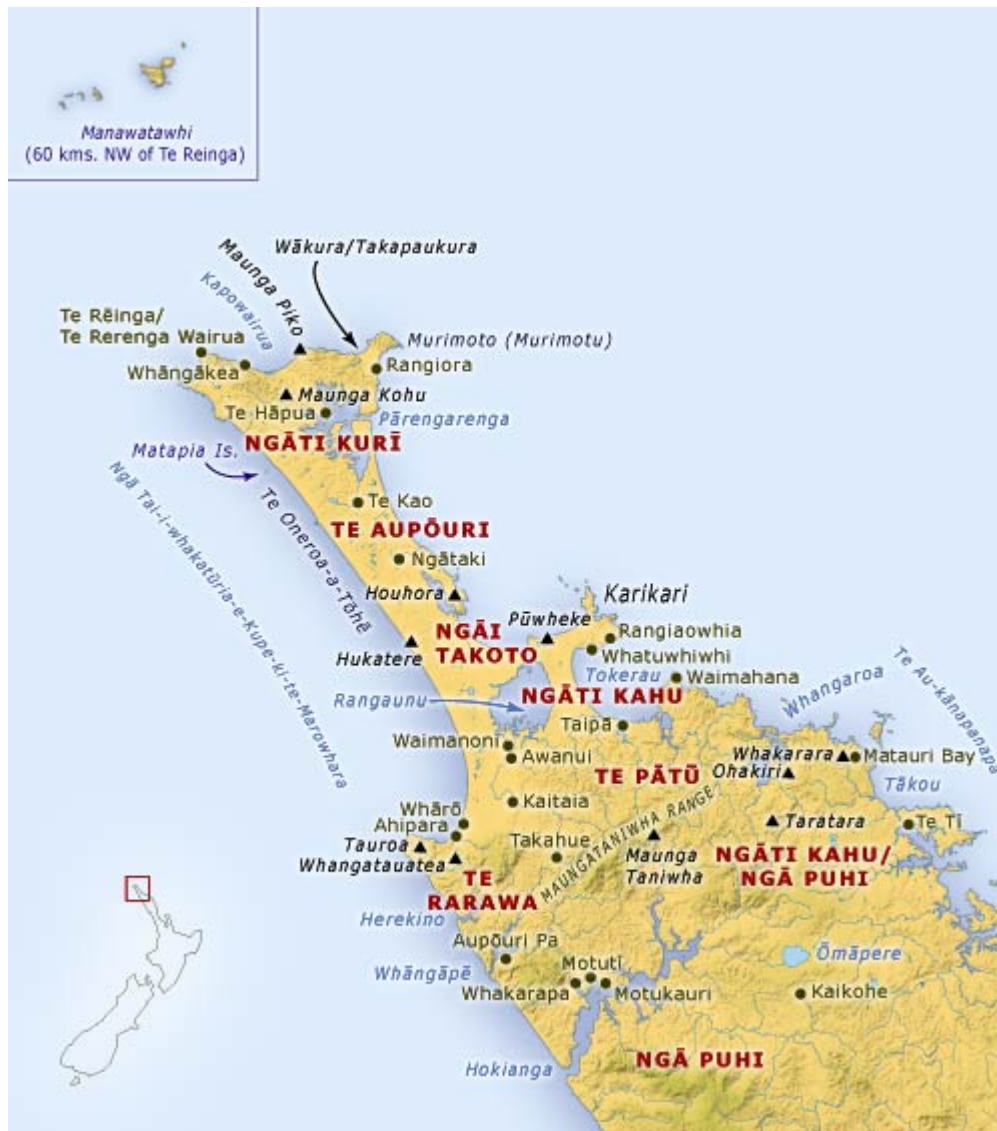 Manawatawhi
(60 kms. NW of Te Reinga)
Wākura/Takapaukura
Maunga Piko
Kapowairua
Te Rēinga/
Te Rerenga Wairua
Murimoto (Murimotu)
Whāngākea
Rangiora
Maunga Kohu
Te Hāpua
Pārengarenga
NGĀTI KURĪ
Matapia Is.
Ngā Tai-i-whakatūria-e-Kupe-ki-te-Marowhara
Te Oneroa-a-Tōhē
Te Kao
TE AUPŌURI
Ngātaki
Houhora
Karikari
NGĀI
TAKOTO
Pūwheke
Rangiaowhia
Hukatere
Whatuwhiwhi
Tokerau
Waimahana
Te Au-kānapanapa
Whangaroa
Rangaunu
NGĀTI KAHU
Taipā
Waimanoni
Awanui
Whakarara
Matauri Bay
TE PĀTŪ
Ohakiri
Tākou
Kaitaia
MAUNGATANIWHA RANGE
Whārō
Ahipara
Taratara
Te Tī
Tauroa
Takahue
Maunga
Taniwha
Whangatauatea
NGĀTI KAHU/
NGĀ PUHI
TE
RARAWA
Herekino
Aupōuri Pa
Ōmāpere
Whāngāpē
Motutī
Whakarapa
Motukauri
Kaikohe
NGĀ PUHI
Hokianga